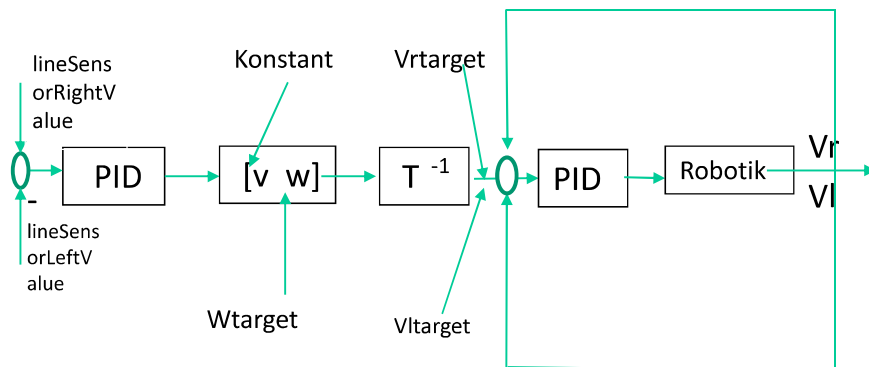 lineSens
orRightV
alue
Konstant
Vrtarget
PID
[v w]
T -1
PID
Robotik
Vr
Vl
-
lineSens
orLeftV
alue
Wtarget
Vltarget